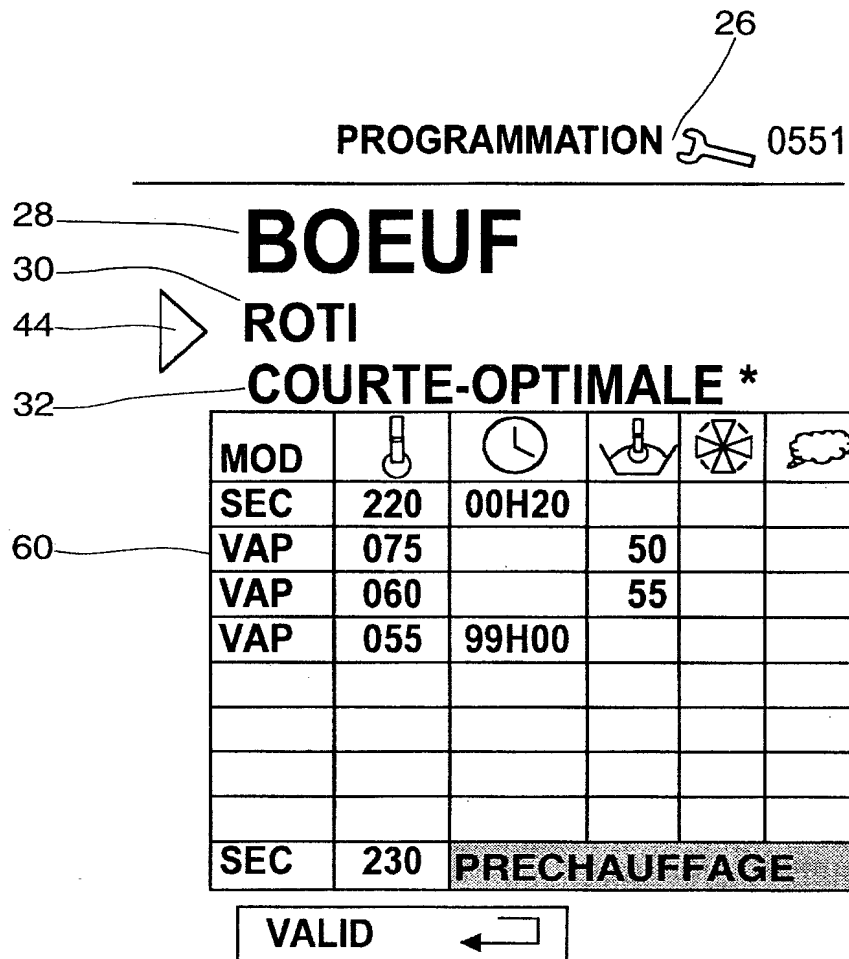 26
PROGRAMMATION 0551
28
BOEUF
30
ROTI
44
COURTE-OPTIMALE *
32
MOD
SEC 220 00H20
60
VAP 075 50
VAP 060 55
VAP 055 99H00
SEC 230 PRECHAUFFAGE
VALID